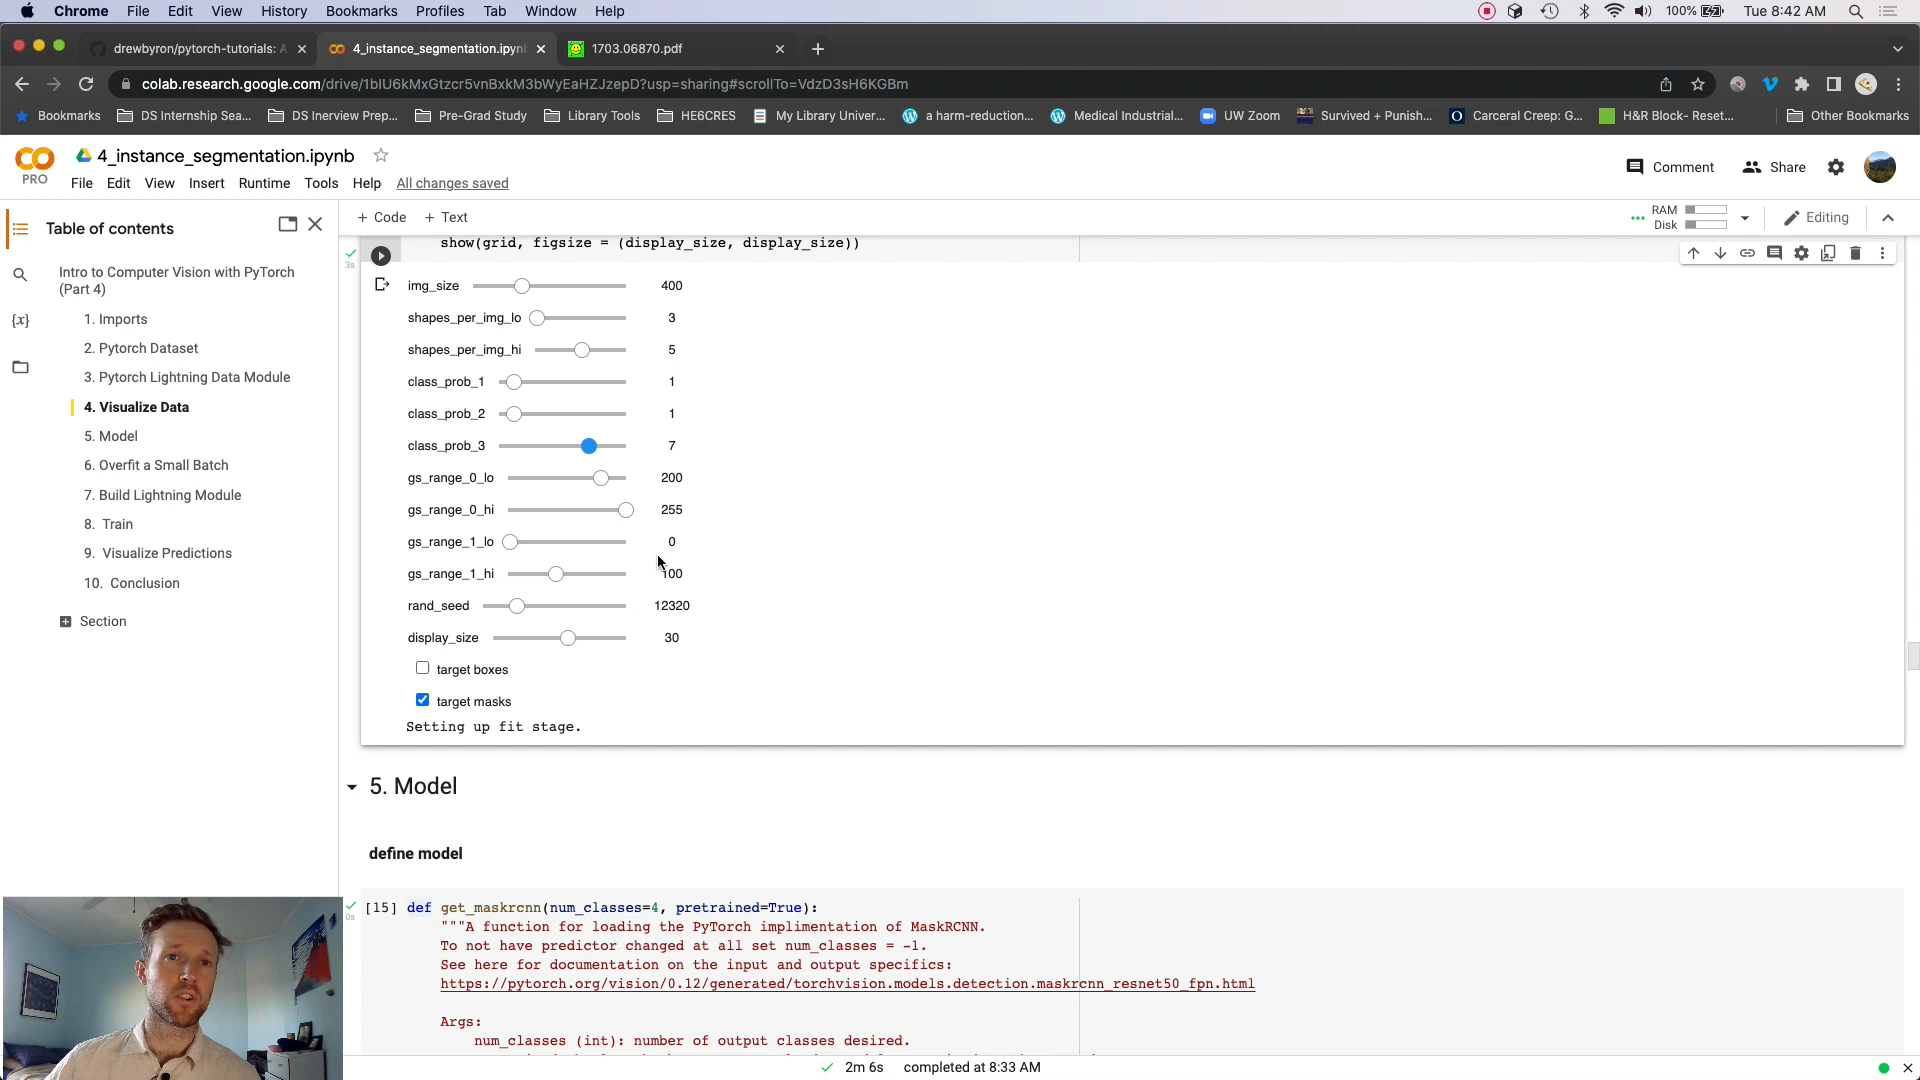 Chrome File Edit View History Bookmarks Profiles Tab Window Help 100% Tue 8:42 AM
drewbyron/pytorch-tutorials: A 4_instance_segmentation.ipyn 1703.06870.pdf
colab.research.google.com/drive/1bIU6kMxGtzcr5vnBxkM3bWyEaHZJzepD?usp=sharing#scrollTo=VdzD3sH6KGBm
Bookmarks DS Internship Sea... DS Inerview Prep... Pre-Grad Study Library Tools HE6CRES My Library Univer... a harm-reduction... Medical Industrial... UW Zoom Survived + Punish... Carceral Creep: G... H&R Block- Reset... Other Bookmarks
PRO
4_instance_segmentation.ipynb
Comment Share
File Edit View Insert Runtime Tools Help All changes saved
Table of contents
+ Code + Text
RAM
Disk
Editing
Intro to Computer Vision with PyTorch
(Part 4)
1. Imports
2. Pytorch Dataset
3. Pytorch Lightning Data Module
4. Visualize Data
5. Model
6. Overfit a Small Batch
7. Build Lightning Module
8. Train
9. Visualize Predictions
10. Conclusion
Section
{x}
3s
show(grid, figsize = (display_size, display_size))
img_size 400
shapes_per_img_lo 3
shapes_per_img_hi 5
class_prob_1 1
class_prob_2 1
class_prob_3 7
gs_range_0_lo 200
gs_range_0_hi 255
gs_range_1_lo 0
gs_range_1_hi 100
rand_seed 12320
display_size 30
target boxes
target masks
Setting up fit stage.
5. Model
define model
0s
[15] def get_maskrcnn(num_classes=4, pretrained=True):
"""A function for loading the PyTorch implimentation of MaskRCNN.
To not have predictor changed at all set num_classes = -1.
See here for documentation on the input and output specifics:
https://pytorch.org/vision/0.12/generated/torchvision.models.detection.maskrcnn_resnet50_fpn.html
Args:
num_classes (int): number of output classes desired.
2m 6s completed at 8:33 AM